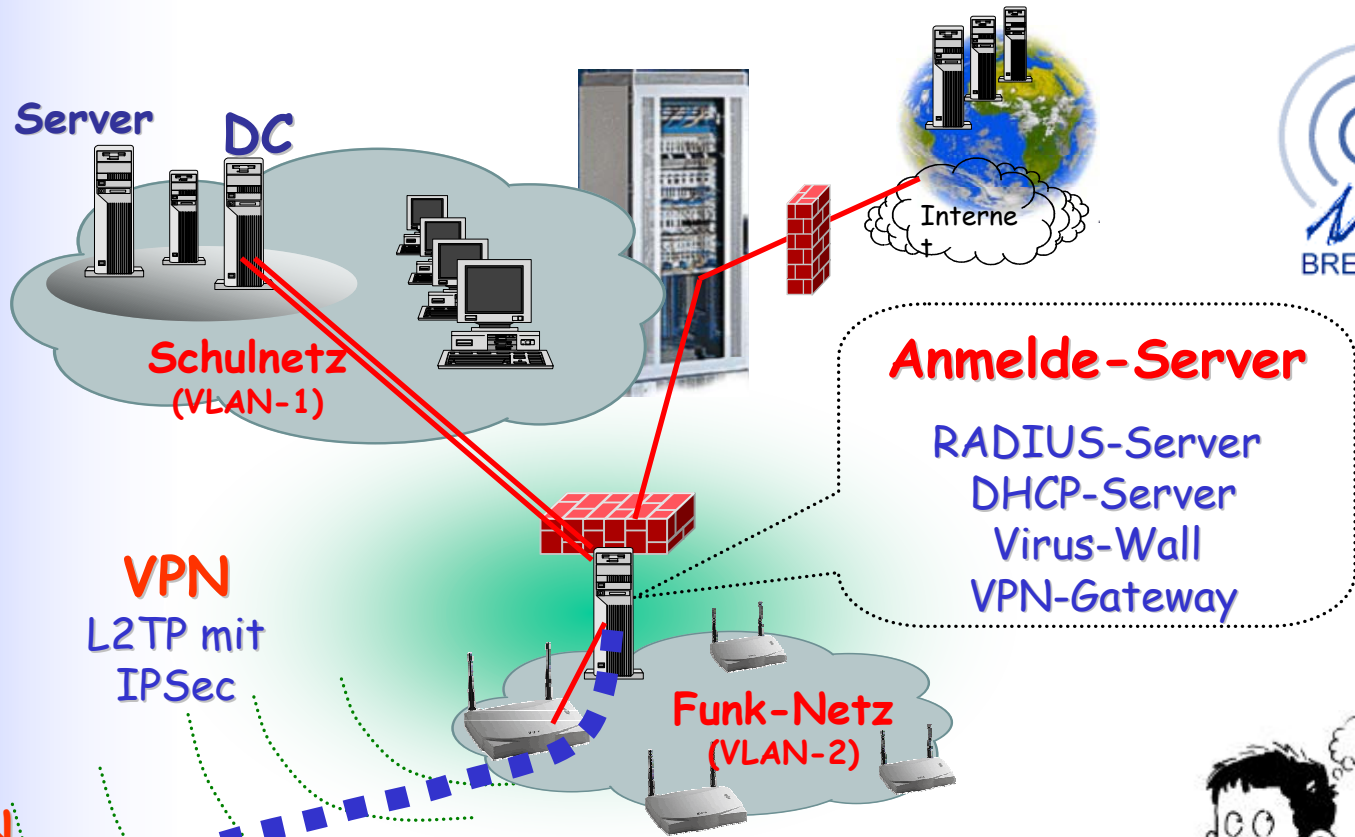 Server
DC
Schulnetz
(VLAN-1)
Interne
t
BRE
Anmelde-Server
RADIUS-Server
DHCP-Server
Virus-Wall
VPN-Gateway
VPN
L2TP mit
IPSec
Funk-Netz
(VLAN-2)
N